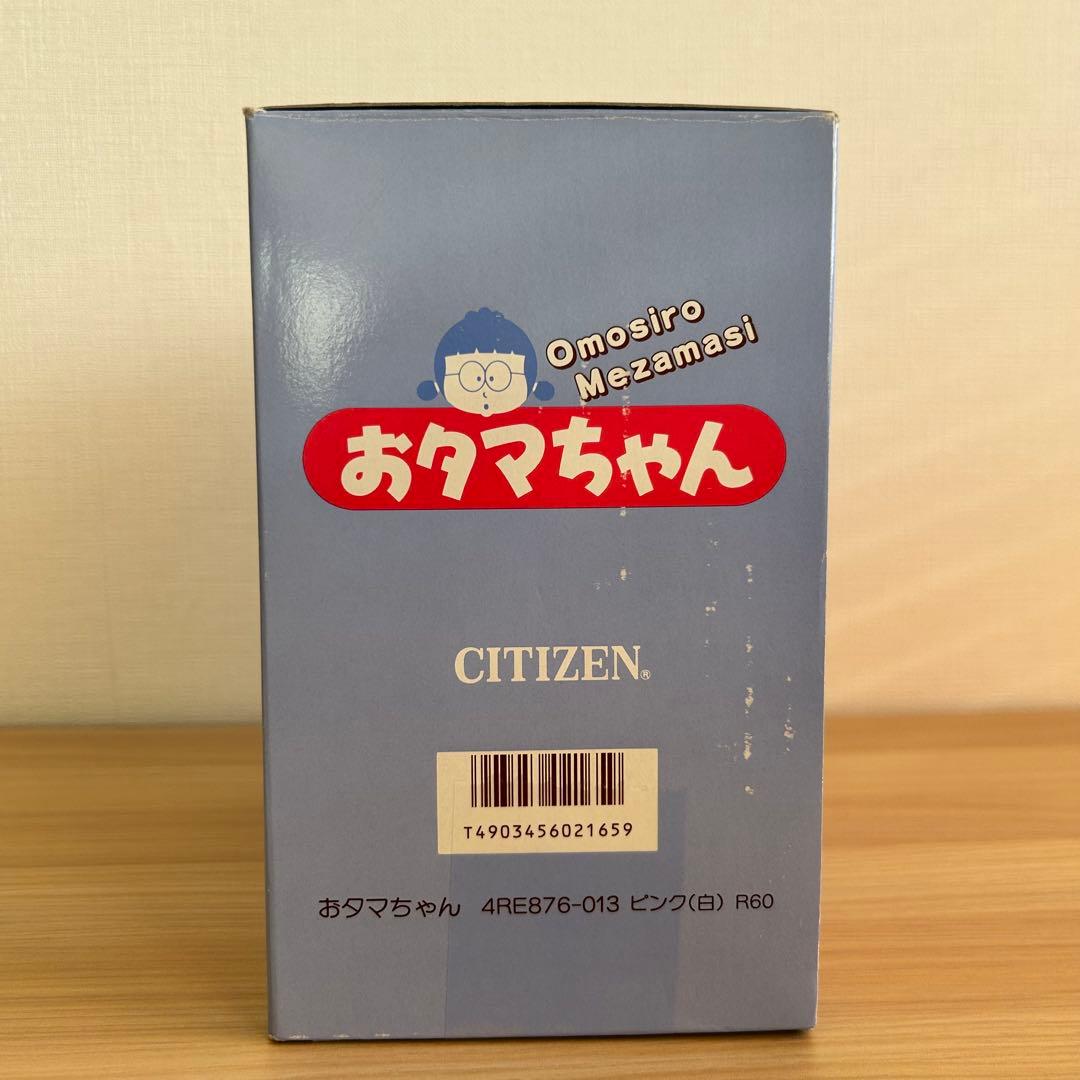 Omosiro
Mezamasi
おタマちゃん
CITIZEN®
T4903456021659
おタマちゃん 4RE876-013 ピンク(白) R60